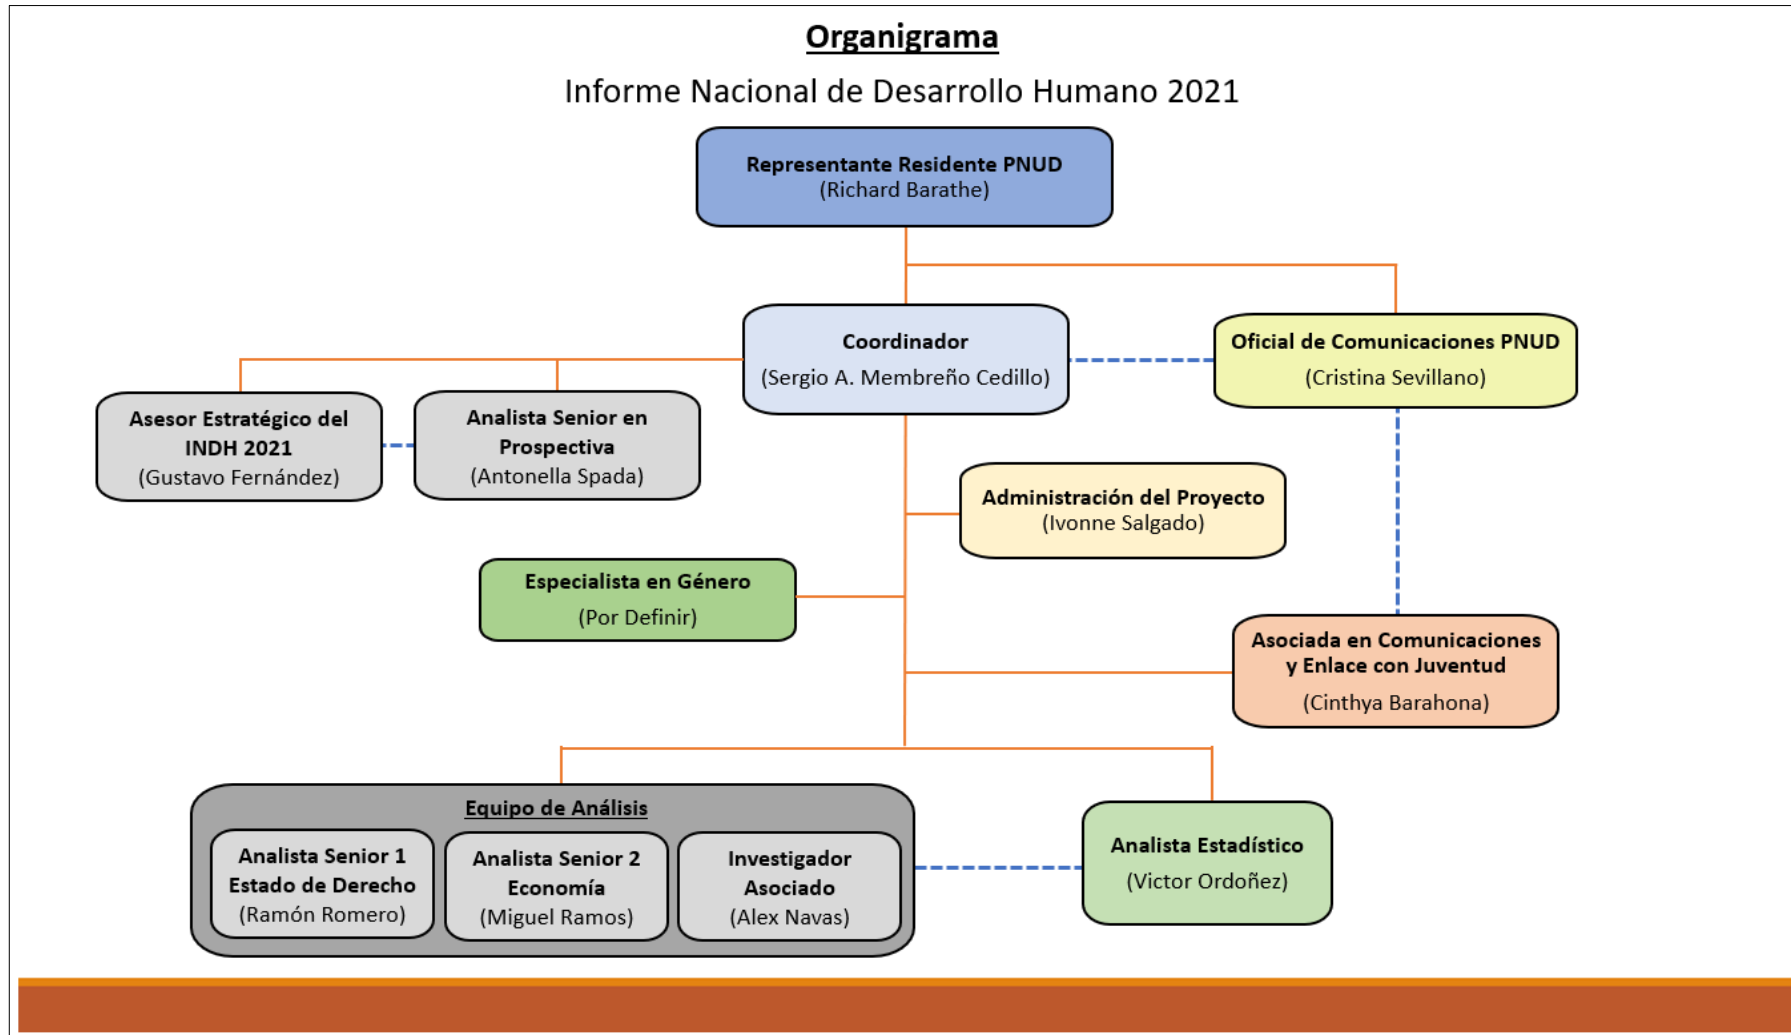 Organigrama
Informe Nacional de Desarrollo Humano 2021
Representante Residente PNUD
(Richard Barathe)
Coordinador
(Sergio A. Membreño Cedillo)
Oficial de Comunicaciones PNUD
(Cristina Sevillano)
Asesor Estratégico del
INDH 2021
(Gustavo Fernández)
Analista Senior en
Prospectiva
(Antonella Spada)
Administración del Proyecto
(Ivonne Salgado)
Especialista en Género
(Por Definir)
Asociada en Comunicaciones
y Enlace con Juventud
(Cinthya Barahona)
Equipo de Análisis
Analista Senior 1
Estado de Derecho
(Ramón Romero)
Analista Senior 2
Economía
(Miguel Ramos)
Investigador
Asociado
(Alex Navas)
Analista Estadístico
(Victor Ordoñez)